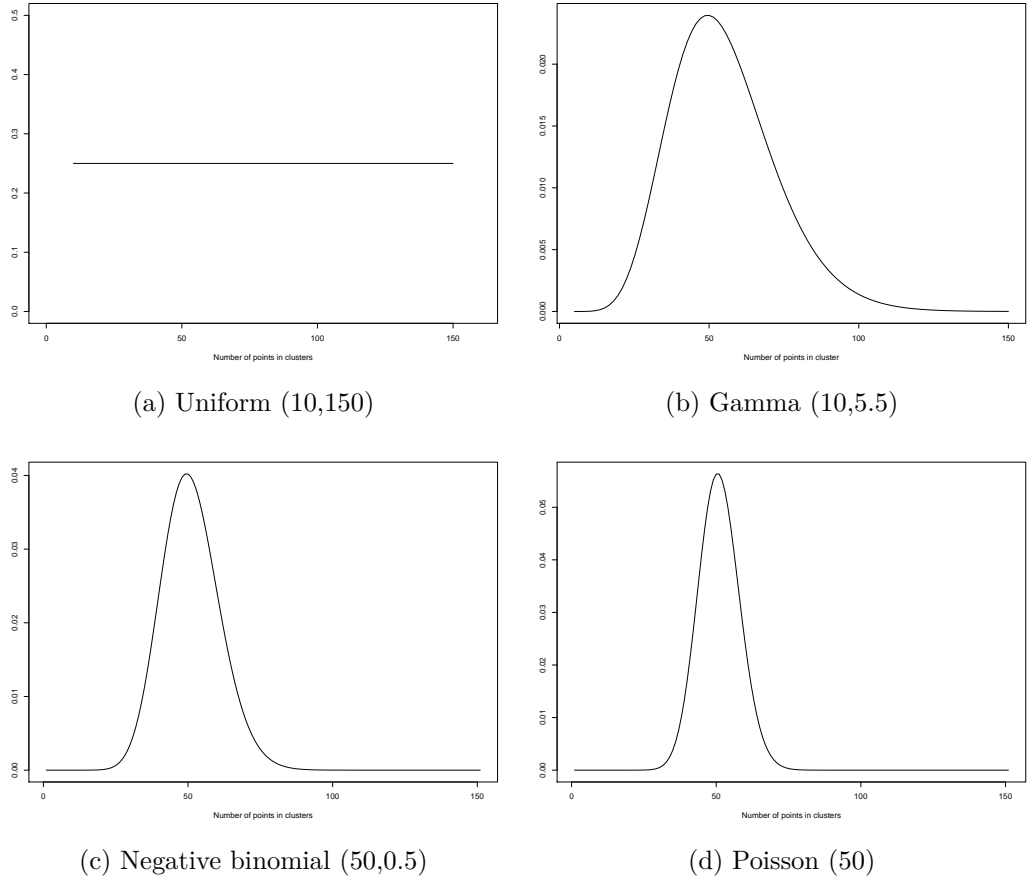 0.5
0.4
0.3
0.2
0.1
0.0
0 50 100 150
Number of points in clusters
(a) Uniform (10,150)
0.020
0.015
0.010
0.005
0.000
0 50 100 150
Number of points in cluster
(b) Gamma (10,5.5)
0.04
0.03
0.02
0.01
0.00
0 50 100 150
Number of points in clusters
(c) Negative binomial (50,0.5)
0.05
0.04
0.03
0.02
0.01
0.00
0 50 100 150
Number of points in clusters
(d) Poisson (50)